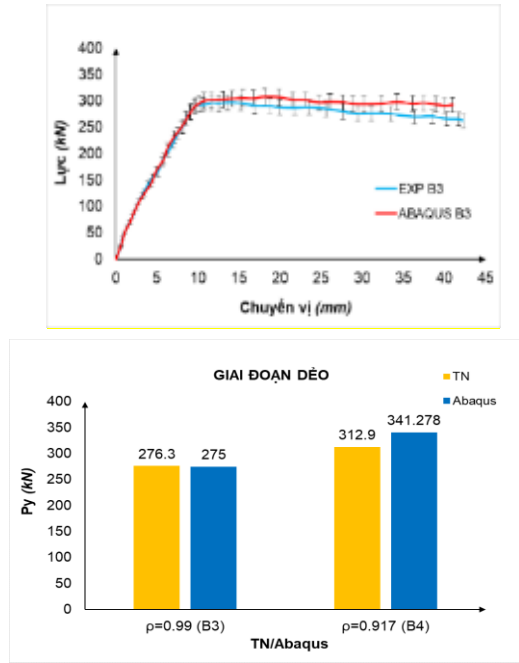 400
350
300
250
200
150
100
50
0
Lực (kN)
EXP B3
ABAQUS B3
0 5 10 15 20 25 30 35 40 45
Chuyển vị (mm)
GIAI ĐOẠN DẺO
TN
Abaqus
400
350
300
250
200
150
100
50
0
Py (kN)
276.3 275 312.9 341.278
ρ=0.99 (B3) ρ=0.917 (B4)
TN/Abaqus